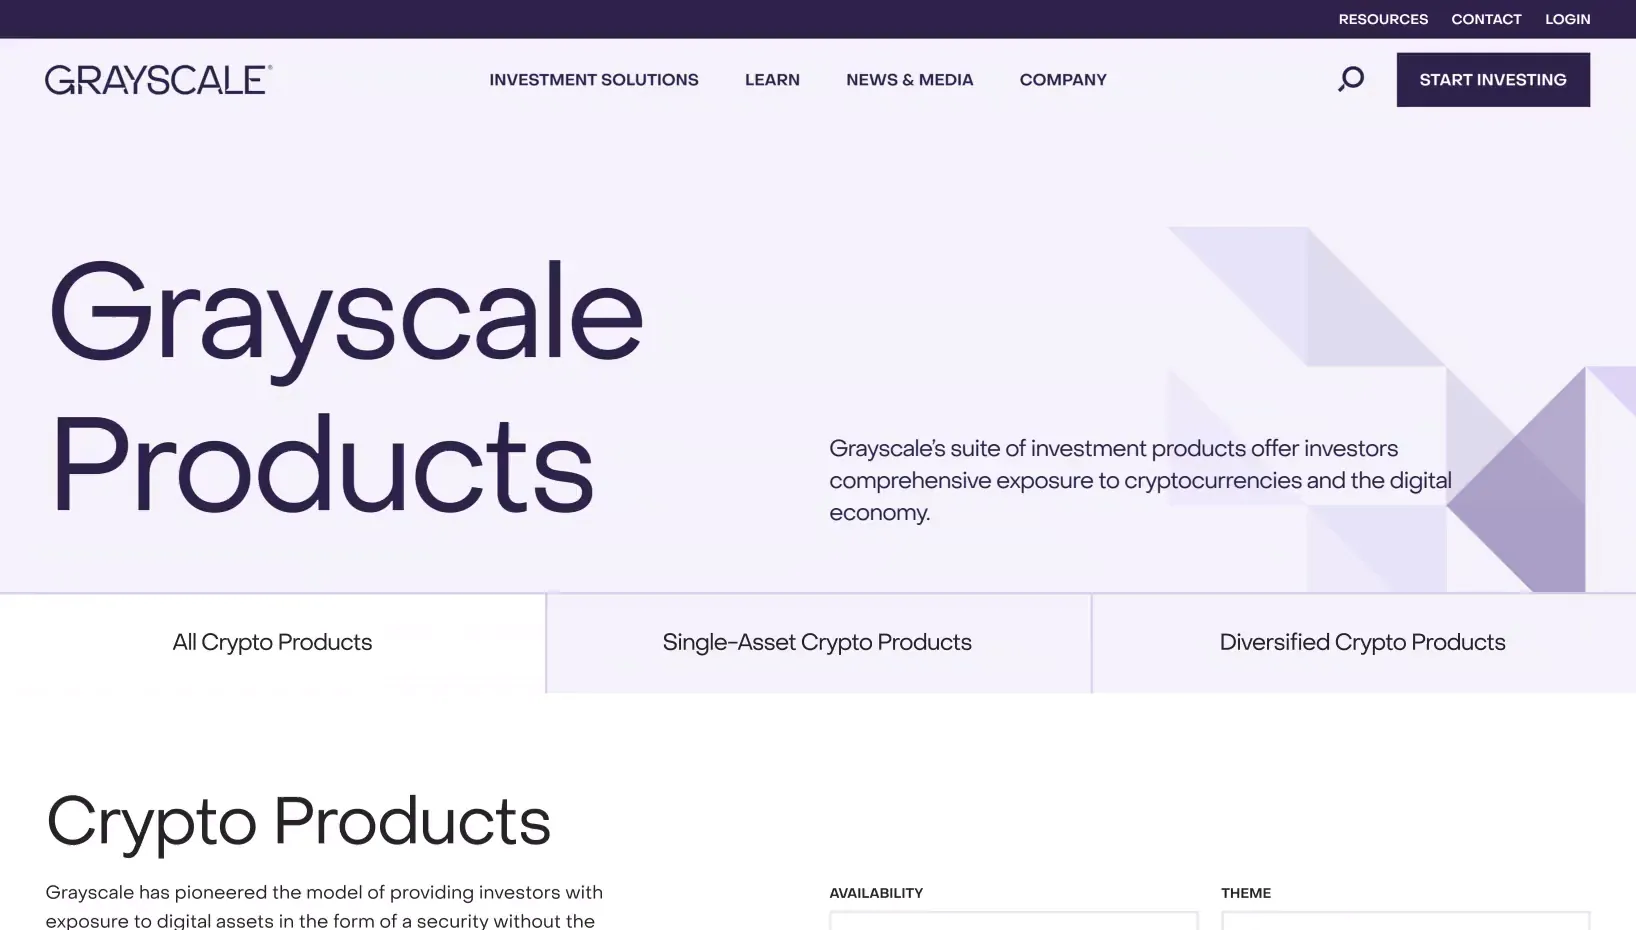 RESOURCES CONTACT LOGIN
GRAYSCALE®
INVESTMENT SOLUTIONS LEARN NEWS & MEDIA COMPANY
START INVESTING
Grayscale
Products
Grayscale’s suite of investment products offer investors
comprehensive exposure to cryptocurrencies and the digital
economy.
All Crypto Products
Single-Asset Crypto Products
Diversified Crypto Products
Crypto Products
Grayscale has pioneered the model of providing investors with
exposure to digital assets in the form of a security without the
AVAILABILITY
THEME